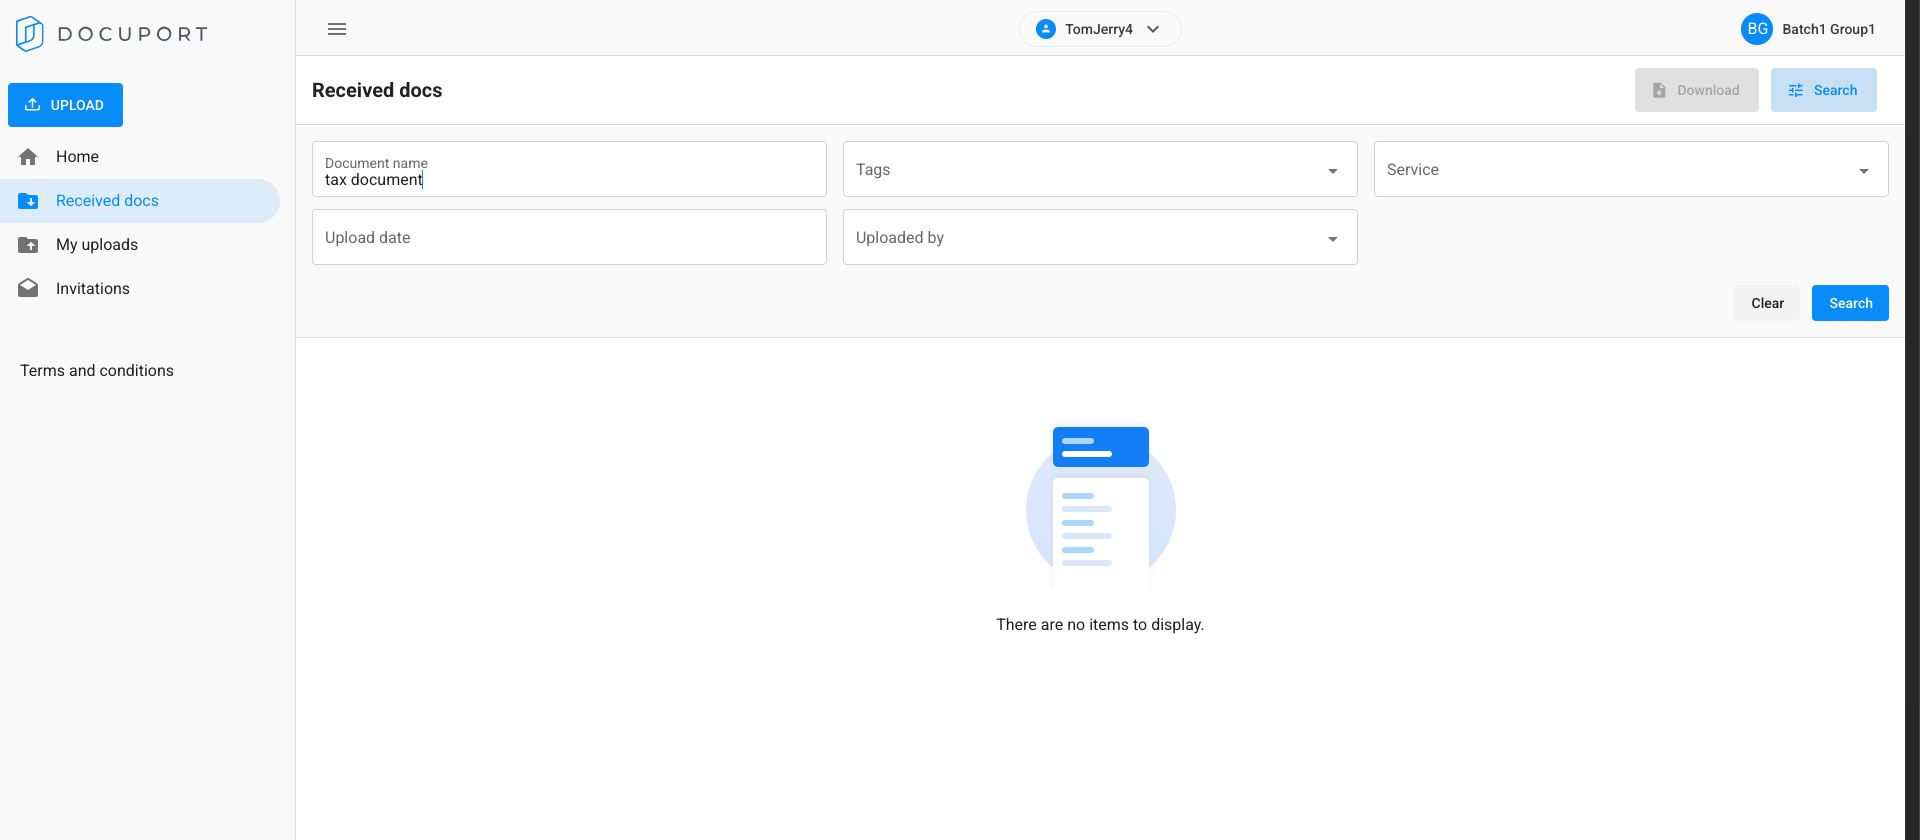 DOCUPORT
TomJerry4
BG Batch1 Group1
UPLOAD
Home
Received docs
My uploads
Invitations
Terms and conditions
Received docs
Download
Search
Document name
tax document
Tags
Service
Upload date
Uploaded by
Clear
Search
There are no items to display.